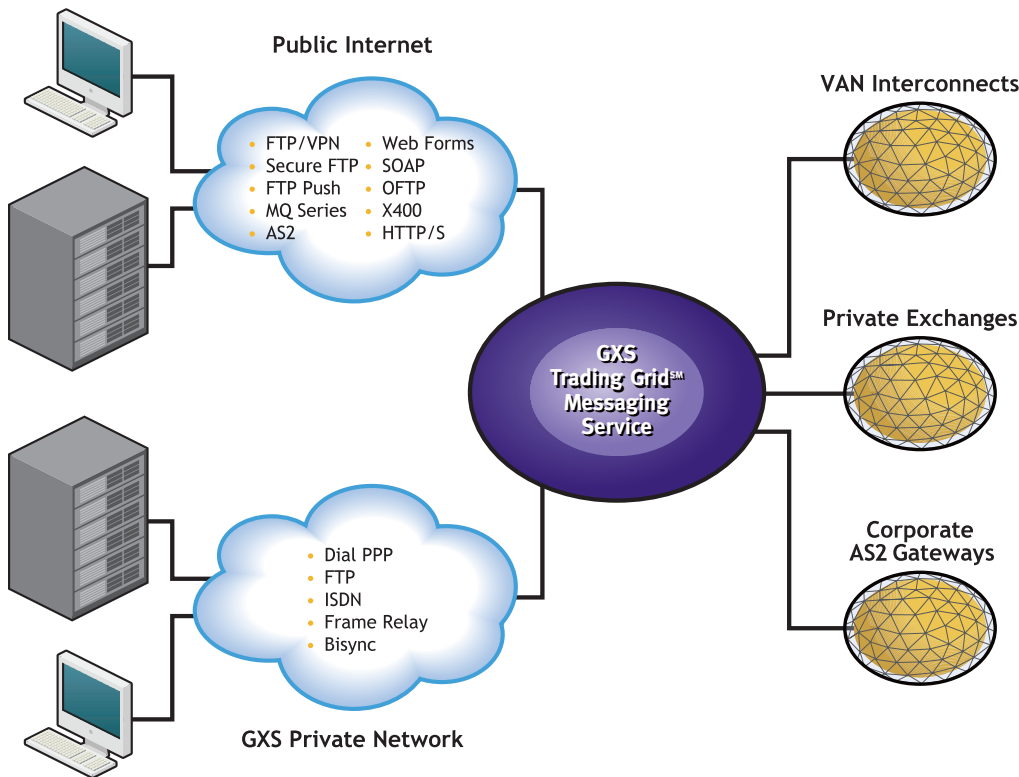 Public Internet
• FTP/VPN
• Secure FTP
• FTP Push
• MQ Series
• AS2
• Web Forms
• SOAP
• OFTP
• X400
• HTTP/S
GXS
Trading Grid℠
Messaging
Service
VAN Interconnects
Private Exchanges
Corporate
AS2 Gateways
• Dial PPP
• FTP
• ISDN
• Frame Relay
• Bisync
GXS Private Network